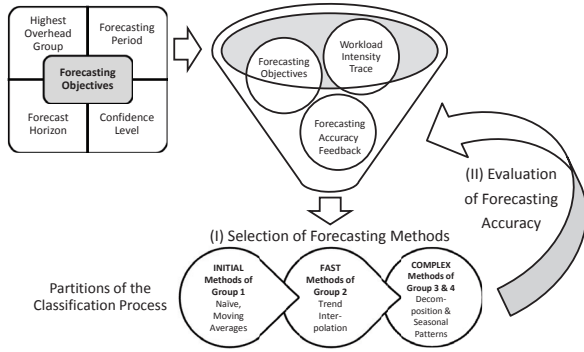 Highest
Overhead
Group
Forecasting
Period
Forecasting
Objectives
Forecast
Horizon
Confidence
Level
Forecasting
Objectives
Workload
Intensity
Trace
Forecasting
Accuracy
Feedback
(II) Evaluation
of Forecasting
Accuracy
(I) Selection of Forecasting Methods
Partitions of the
Classification Process
INITIAL
Methods of
Group 1
Naïve,
Moving
Averages
FAST
Methods of
Group 2
Trend
Inter-
polation
COMPLEX
Methods of
Group 3 & 4
Decom-
position &
Seasonal
Patterns